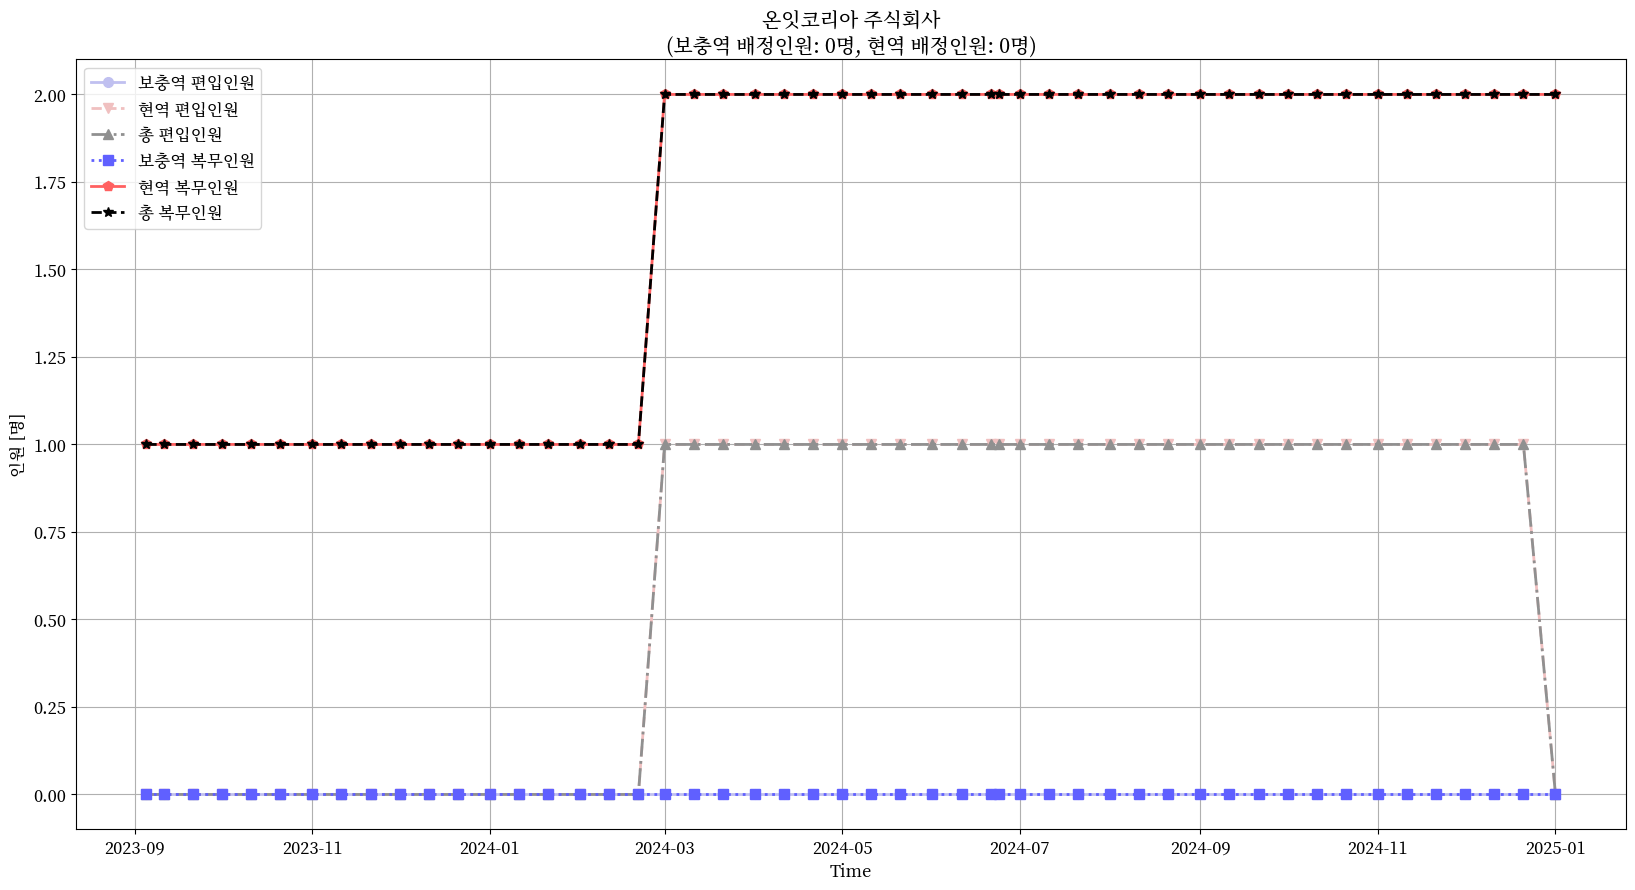 온잇코리아 주식회사
(보충역 배정인원: 0명, 현역 배정인원: 0명)
보충역 편입인원
현역 편입인원
총 편입인원
보충역 복무인원
현역 복무인원
총 복무인원
2.00
1.75
1.50
1.25
1.00
0.75
0.50
0.25
0.00
인원 [명]
2023-09 2023-11 2024-01 2024-03 2024-05 2024-07 2024-09 2024-11 2025-01
Time